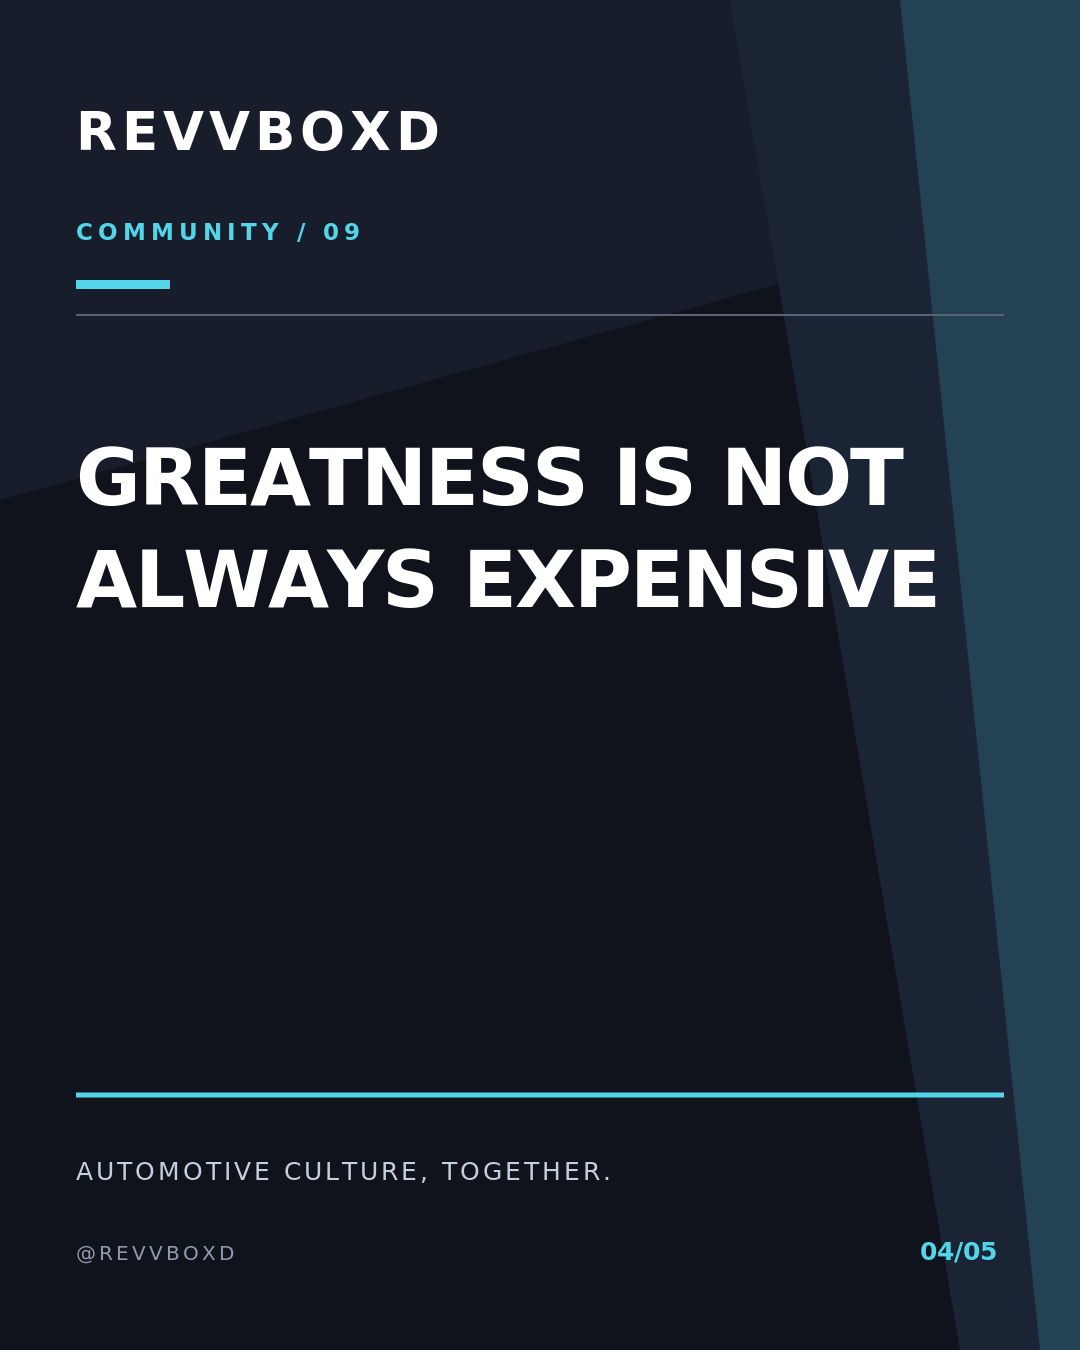 REVVBOXD
COMMUNITY / 09
GREATNESS IS NOT
ALWAYS EXPENSIVE
AUTOMOTIVE CULTURE, TOGETHER.
@REVVBOXD
04/05